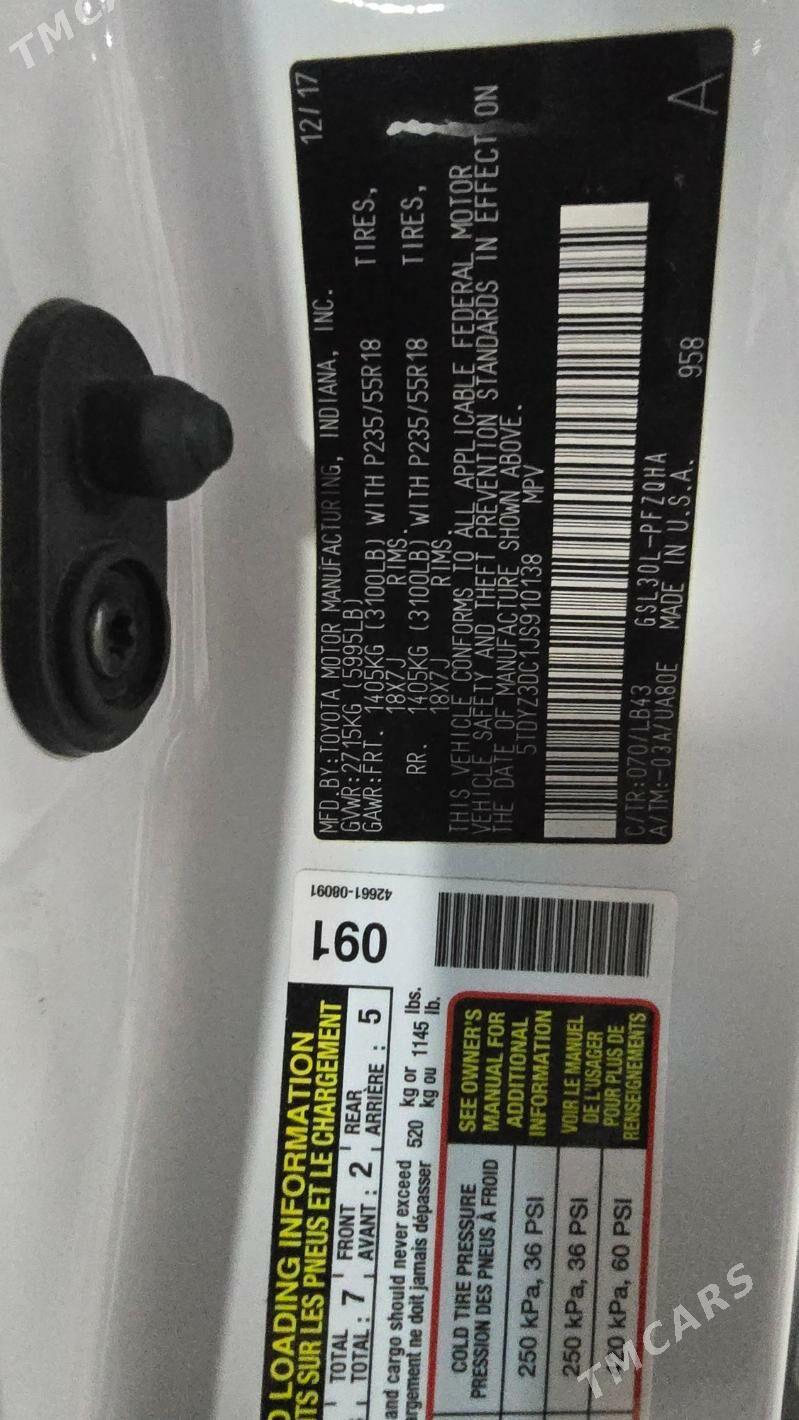 TMCARS
12/17
MFD.BY:TOYOTA MOTOR MANUFACTURING, INDIANA, INC.
GVWR:2715KG (5995LB)
GAWR:FRT. 1405KG (3100LB) WITH P235/55R18 TIRES,
18X7J RIMS.
RR. 1405KG (3100LB) WITH P235/55R18 TIRES,
18X7J RIMS.
THIS VEHICLE CONFORMS TO ALL APPLICABLE FEDERAL MOTOR
VEHICLE SAFETY AND THEFT PREVENTION STANDARDS IN EFFECT ON
THE DATE OF MANUFACTURE SHOWN ABOVE.
5TDYZ3DC1JS910138 MPV
C/TR:070/LB43 GSL30L-PFZQHA
A/TM:-03A/UA80E MADE IN U.S.A. 958
A
42661-08091
091
LOADING INFORMATION
SUR LES PNEUS ET LE CHARGEMENT
TOTAL FRONT REAR
TOTAL : 7 AVANT : 2 ARRIÈRE : 5
and cargo should never exceed 520 kg or 1145 lbs.
ne doit jamais dépasser kg ou lb.
COLD TIRE PRESSURE
PRESSION DES PNEUS À FROID
250 kPa, 36 PSI
250 kPa, 36 PSI
420 kPa, 60 PSI
SEE OWNER'S
MANUAL FOR
ADDITIONAL
INFORMATION
VOIR LE MANUEL
DE L'USAGER
POUR PLUS DE
RENSEIGNEMENTS
TMCARS